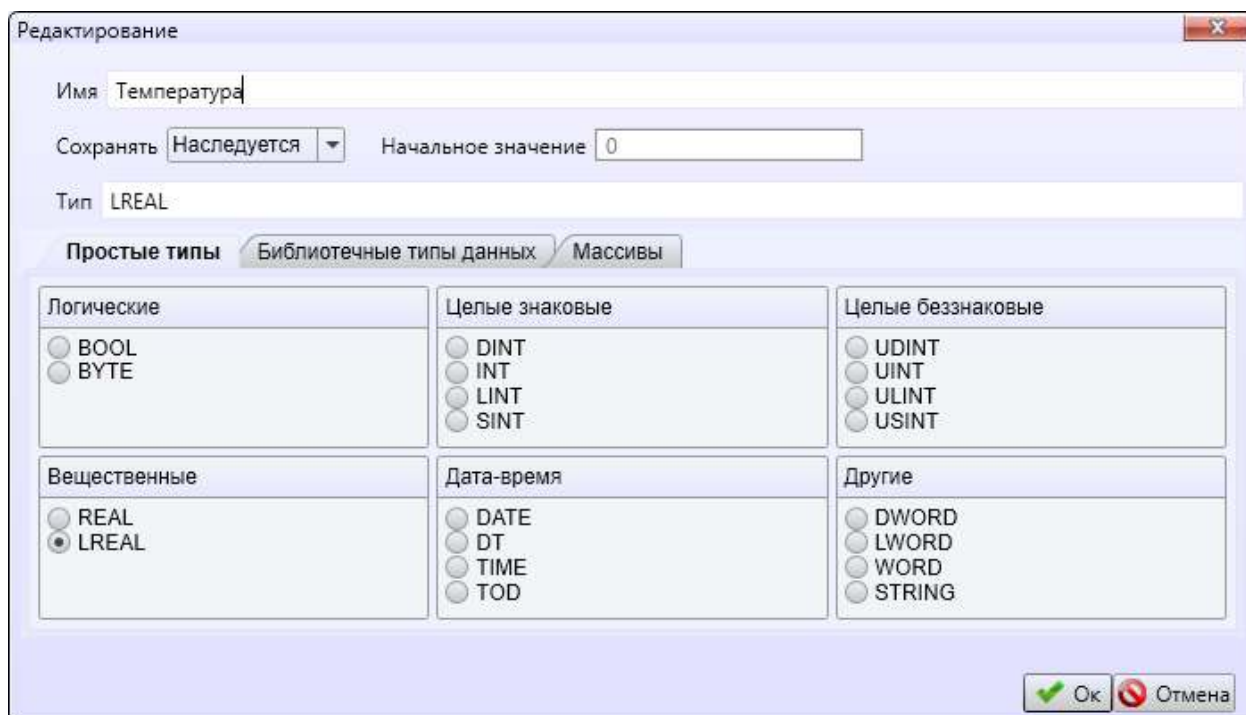 Редактирование
Имя Температура
Сохранять Наследуется Начальное значение 0
Тип LREAL
Простые типы Библиотечные типы данных Массивы
Логические
BOOL
BYTE
Целые знаковые
DINT
INT
LINT
SINT
Целые беззнаковые
UDINT
UINT
ULINT
USINT
Вещественные
REAL
LREAL
Дата-время
DATE
DT
TIME
TOD
Другие
DWORD
LWORD
WORD
STRING
Ок Отмена